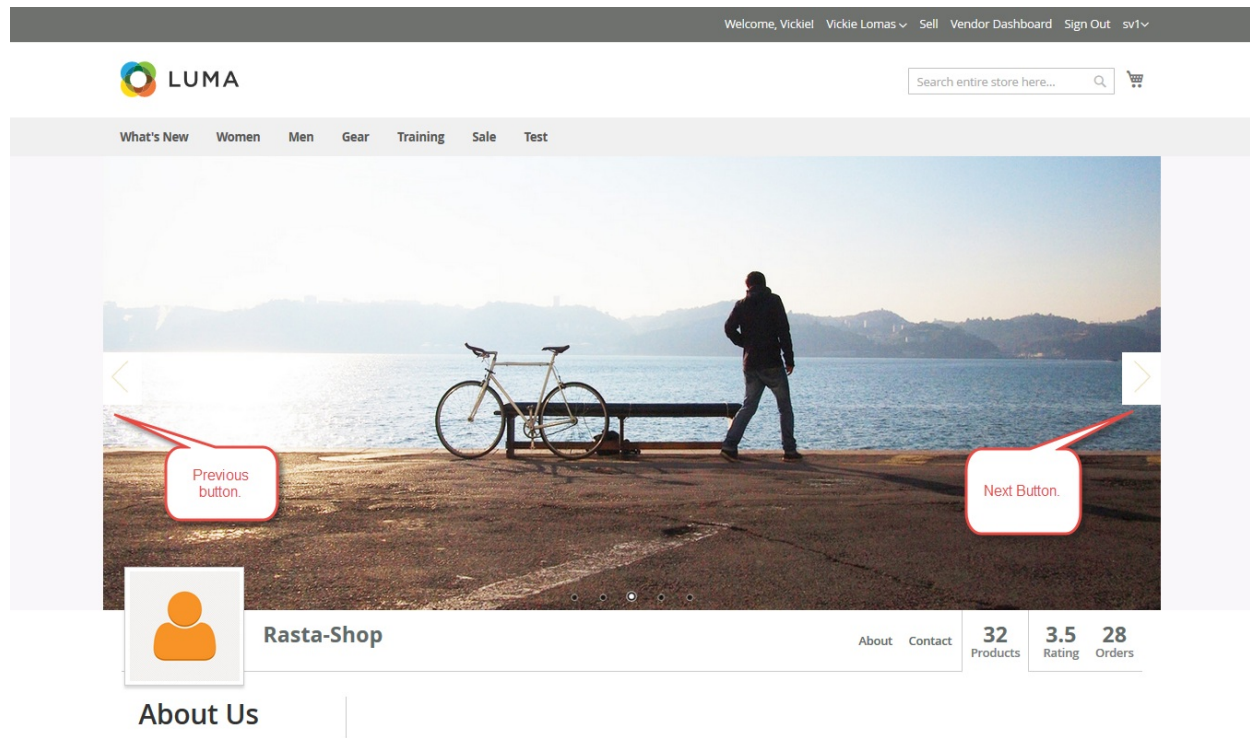 Welcome, Vickiel Vickie Lomas Sell Vendor Dashboard Sign Out sv1
LUMA
Search entire store here...
What's New Women Men Gear Training Sale Test
Previous
button.
Next Button.
Rasta-Shop
About Contact
32
Products
3.5
Rating
28
Orders
About Us